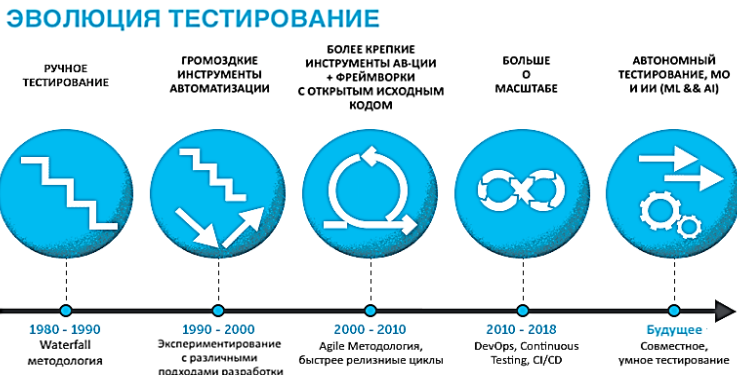 ЭВОЛЮЦИЯ ТЕСТИРОВАНИЕ
РУЧНОЕ
ТЕСТИРОВАНИЕ
ГРОМОЗДКИЕ
ИНСТРУМЕНТЫ
АВТОМАТИЗАЦИИ
БОЛЕЕ КРЕПКИЕ
ИНСТРУМЕНТЫ АВ-ЦИИ
+ ФРЕЙМВОРКИ
С ОТКРЫТЫМ ИСХОДНЫМ
КОДОМ
БОЛЬШЕ
О
МАСШТАБЕ
АВТОНОМНЫЙ
ТЕСТИРОВАНИЕ, МО
И ИИ (ML && AI)
1980 - 1990
Waterfall
методология
1990 - 2000
Экспериментирование
с различными
подходами разработки
2000 - 2010
Agile Методология,
быстрее релизные циклы
2010 - 2018
DevOps, Continuous
Testing, CI/CD
Будущее
Совместное,
умное тестирование